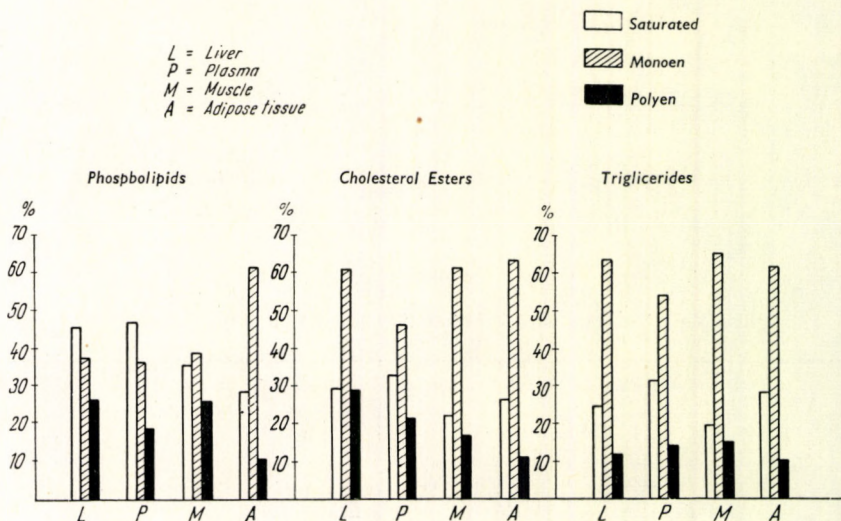 L = Liver
P = Plasma
M = Muscle
A = Adipose tissue
Saturated
Monoen
Polyen
Phospbolipids
%
70
60
50
40
30
20
10
L P M A
Cholesterol Esters
%
70
60
50
40
30
20
10
L P M A
Triglicerides
%
70
60
50
40
30
20
10
L P M A